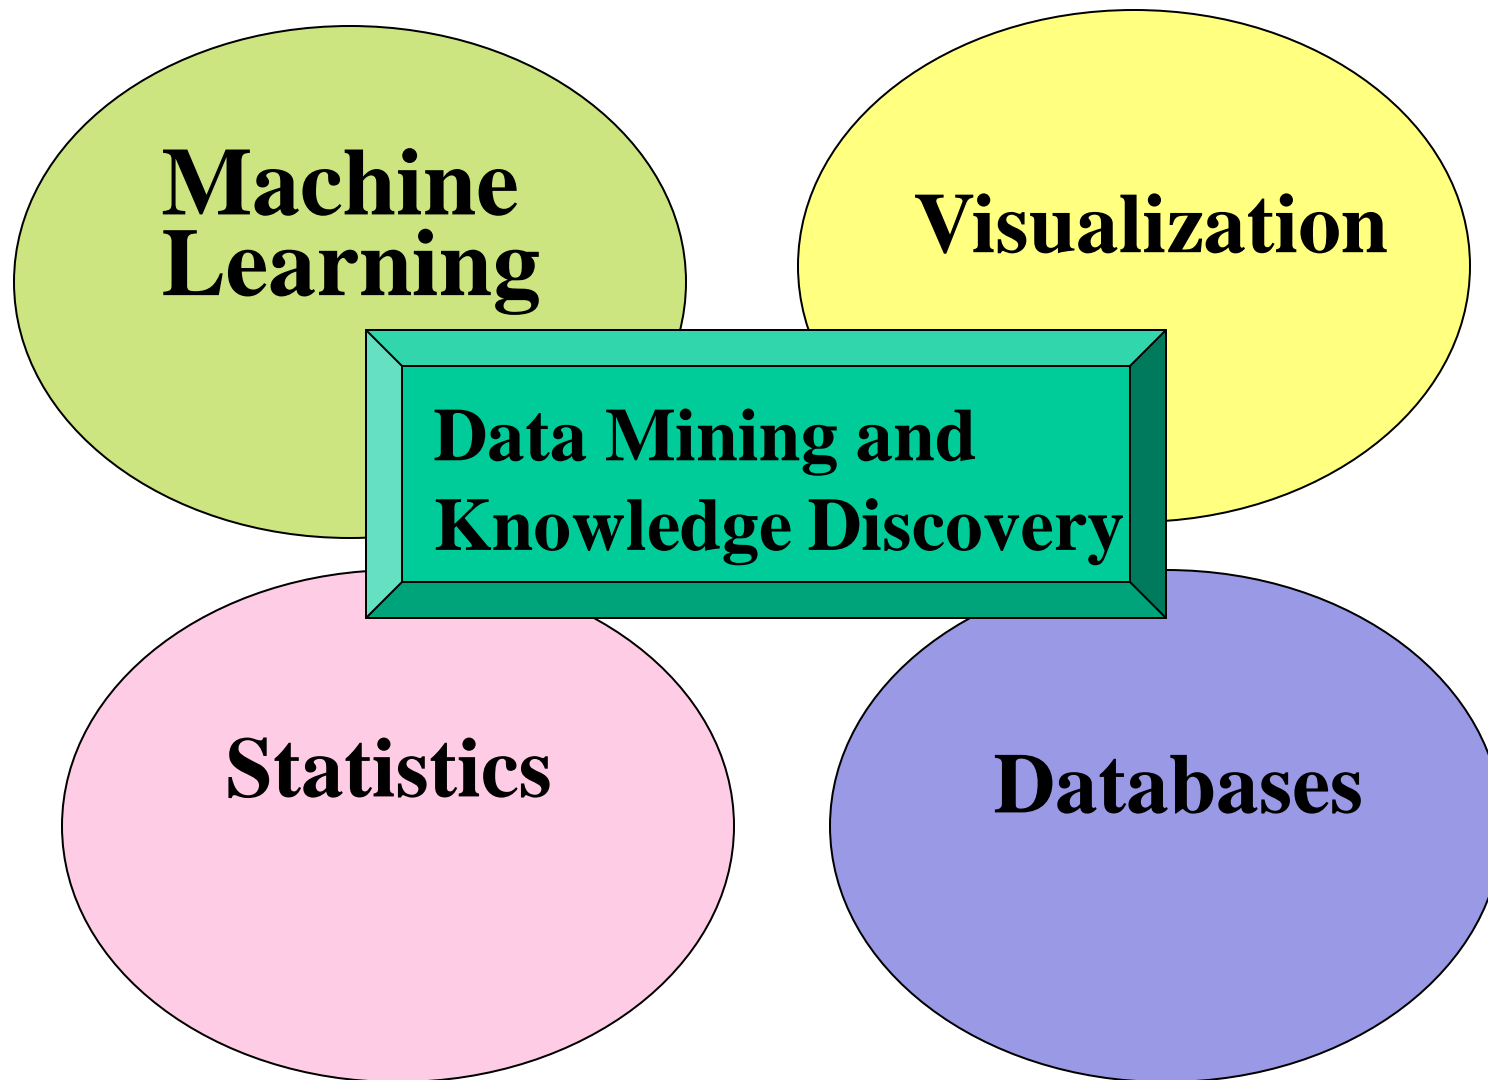 Machine
Learning
Visualization
Data Mining and
Knowledge Discovery
Statistics
Databases